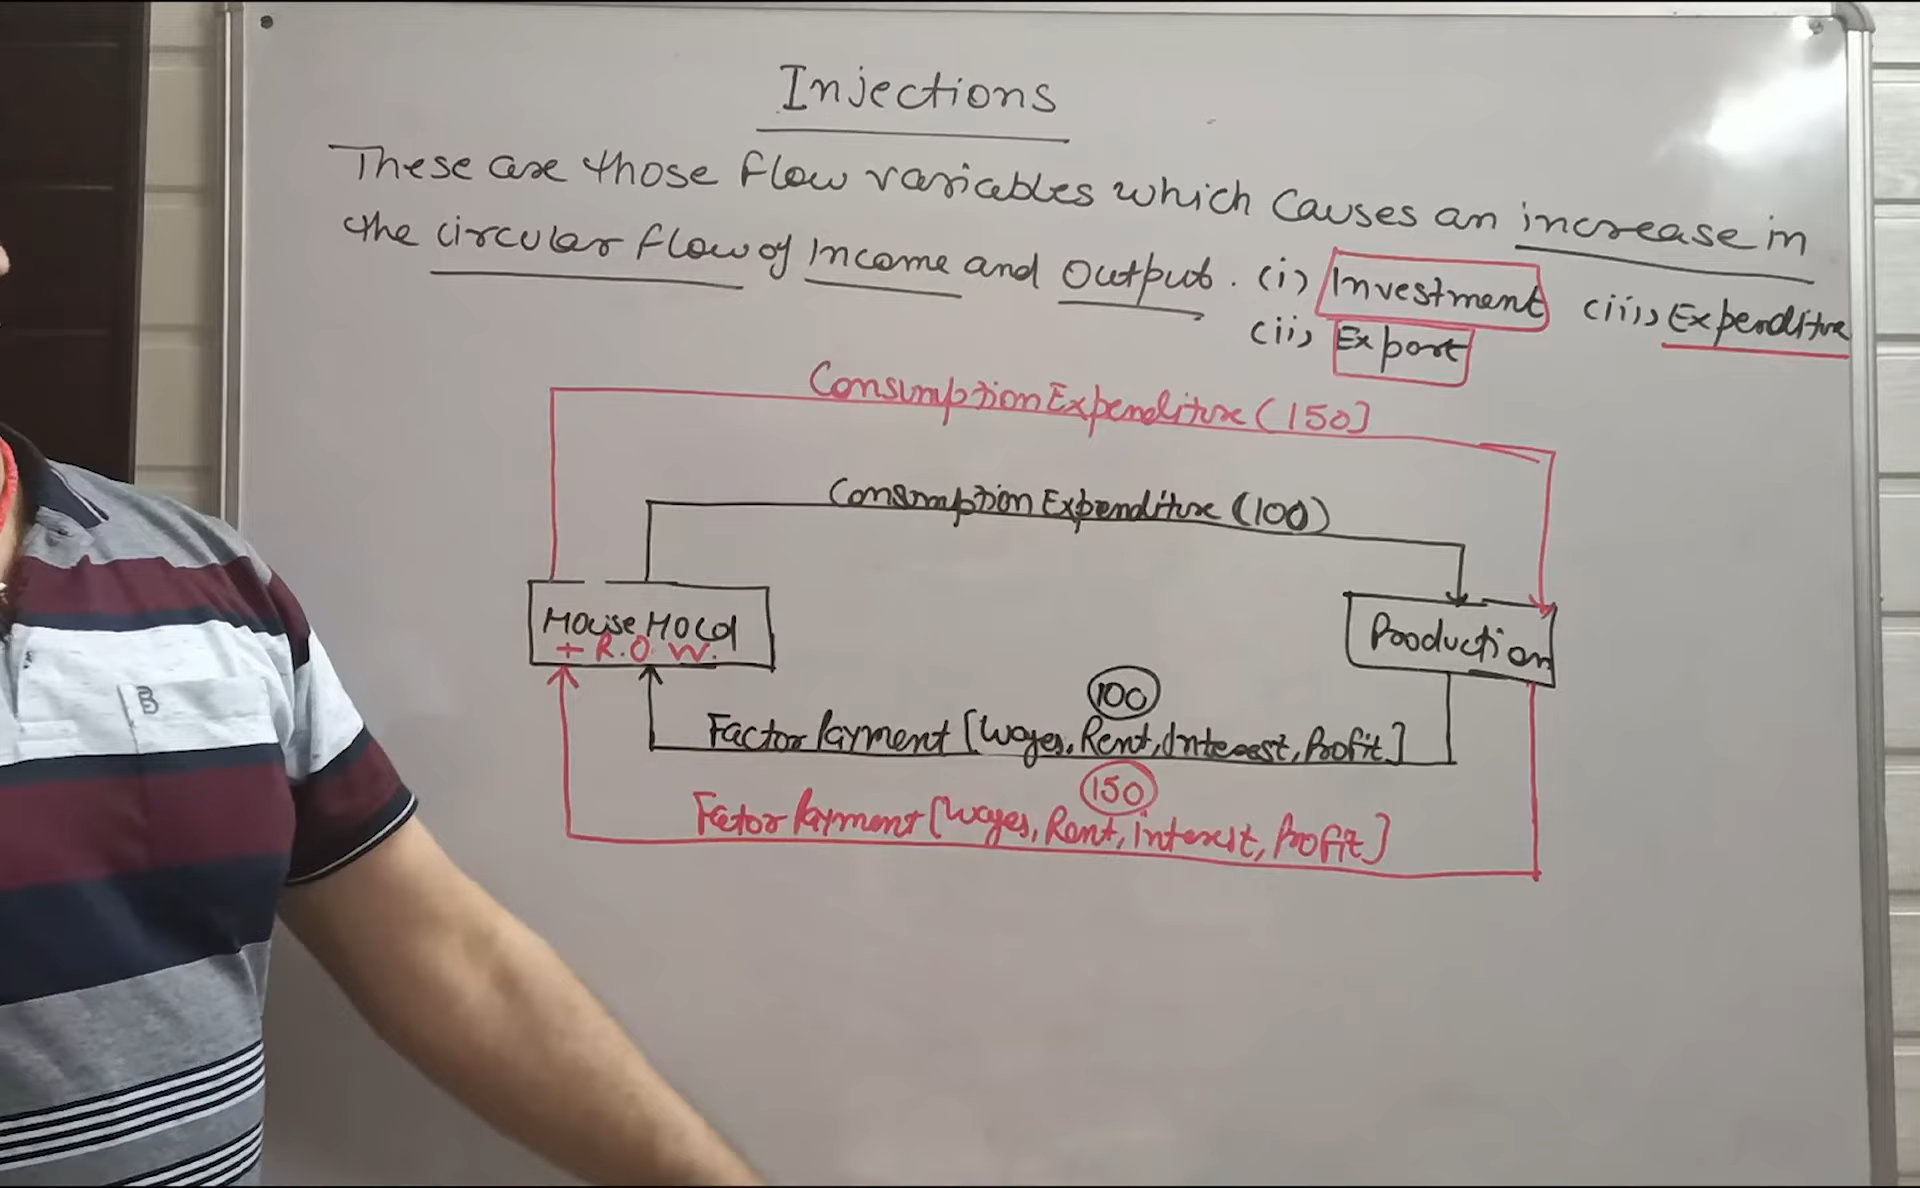 Injections
These are those flow variables which causes an increase in
the circular flow of Income and Output. (i) Investment (iii) Expenditure
(ii) Export
Consumption Expenditure (150)
Consumption Expenditure (100)
House Hold
+ R.O.W.
Production
100
Factor Payment [Wages, Rent, Interest, Profit]
150
Factor Payment [Wages, Rent, Interest, Profit]
B